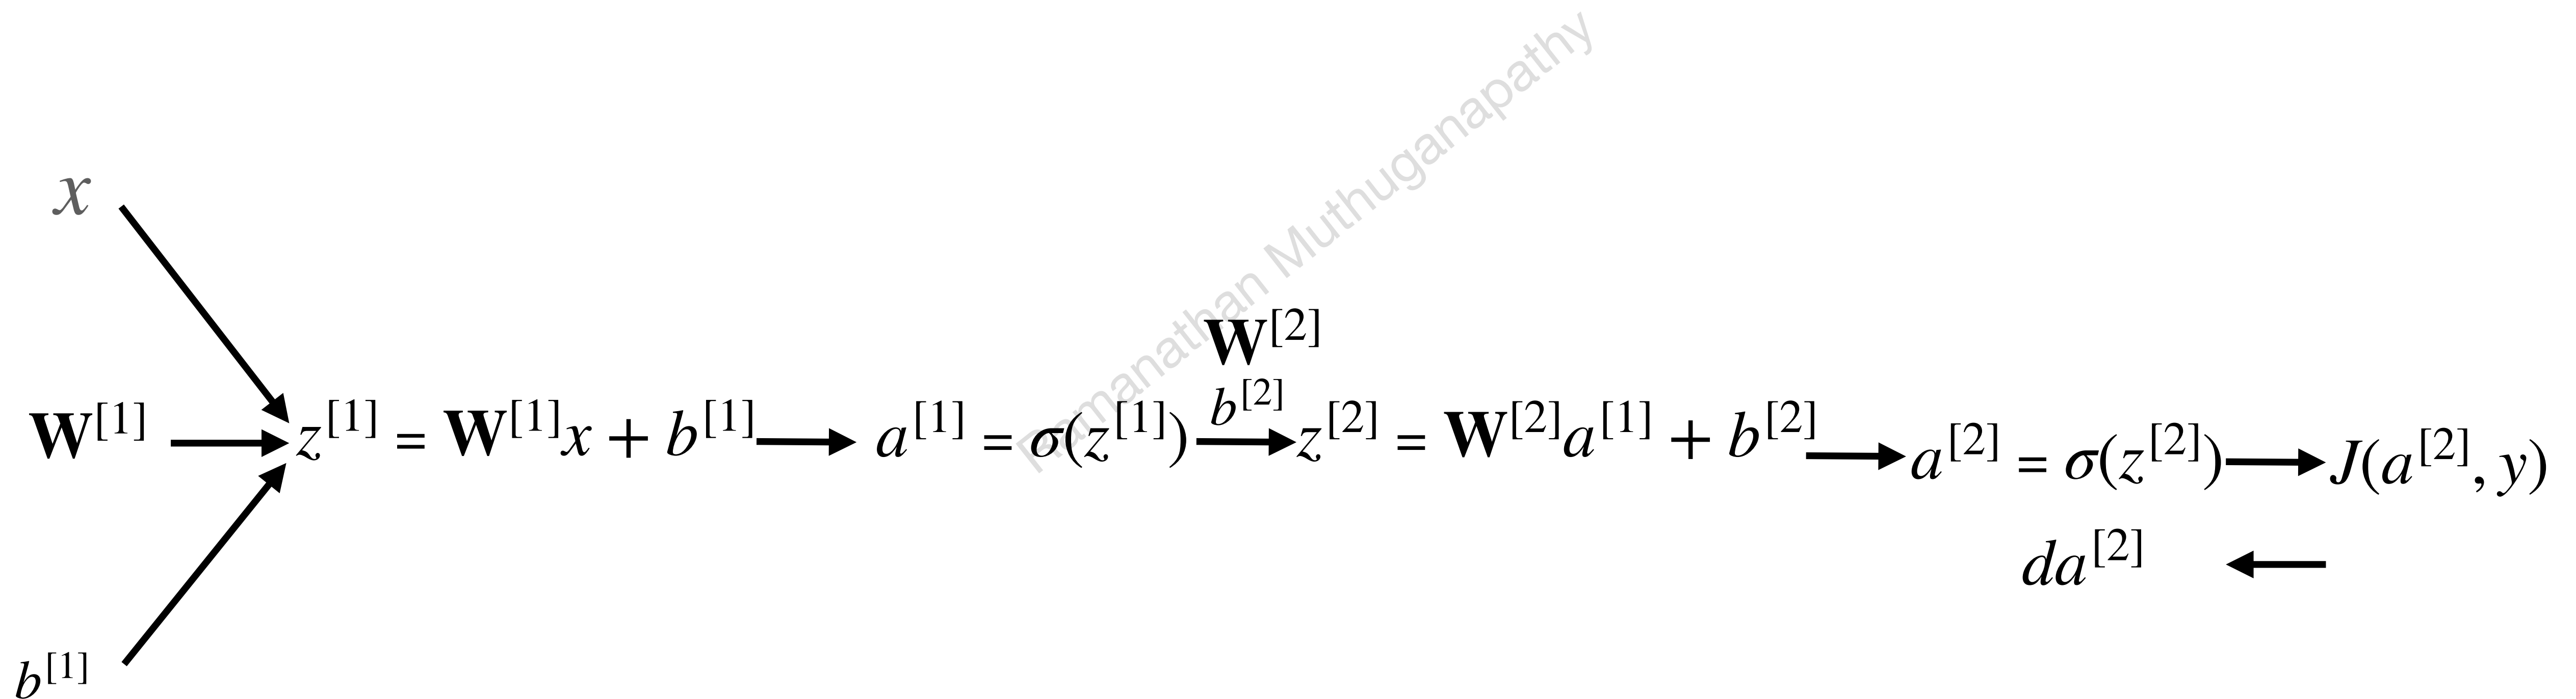 Ramanathan Muthuganapathy
x
W^{[2]}
b^{[2]}
W^{[1]} z^{[1]} = W^{[1]}x + b^{[1]} a^{[1]} = σ(z^{[1]}) z^{[2]} = W^{[2]}a^{[1]} + b^{[2]} a^{[2]} = σ(z^{[2]}) J(a^{[2]}, y)
da^{[2]}
b^{[1]}